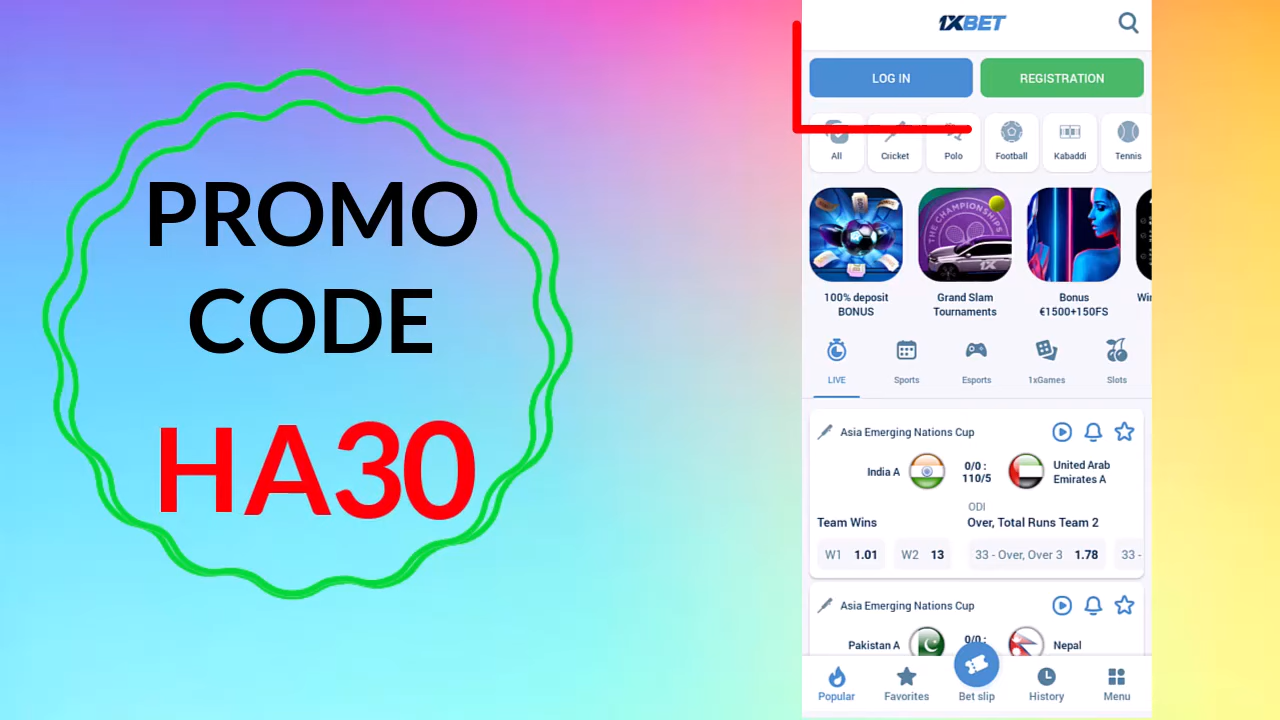 PROMO
CODE
HA30
1XBET
LOG IN
REGISTRATION
All
Cricket
Polo
Football
Kabaddi
Tennis
THE CHAMPIONSHIPS
1X
100% deposit
BONUS
Grand Slam
Tournaments
Bonus
€1500+150FS
LIVE
Sports
Esports
1xGames
Slots
Asia Emerging Nations Cup
India A
0/0 :
110/5
United Arab
Emirates A
ODI
Team Wins
Over, Total Runs Team 2
W1 1.01
W2 13
33 - Over, Over 3 1.78
33 -
Asia Emerging Nations Cup
Pakistan A
0/0 :
Nepal
Popular
Favorites
Bet slip
History
Menu